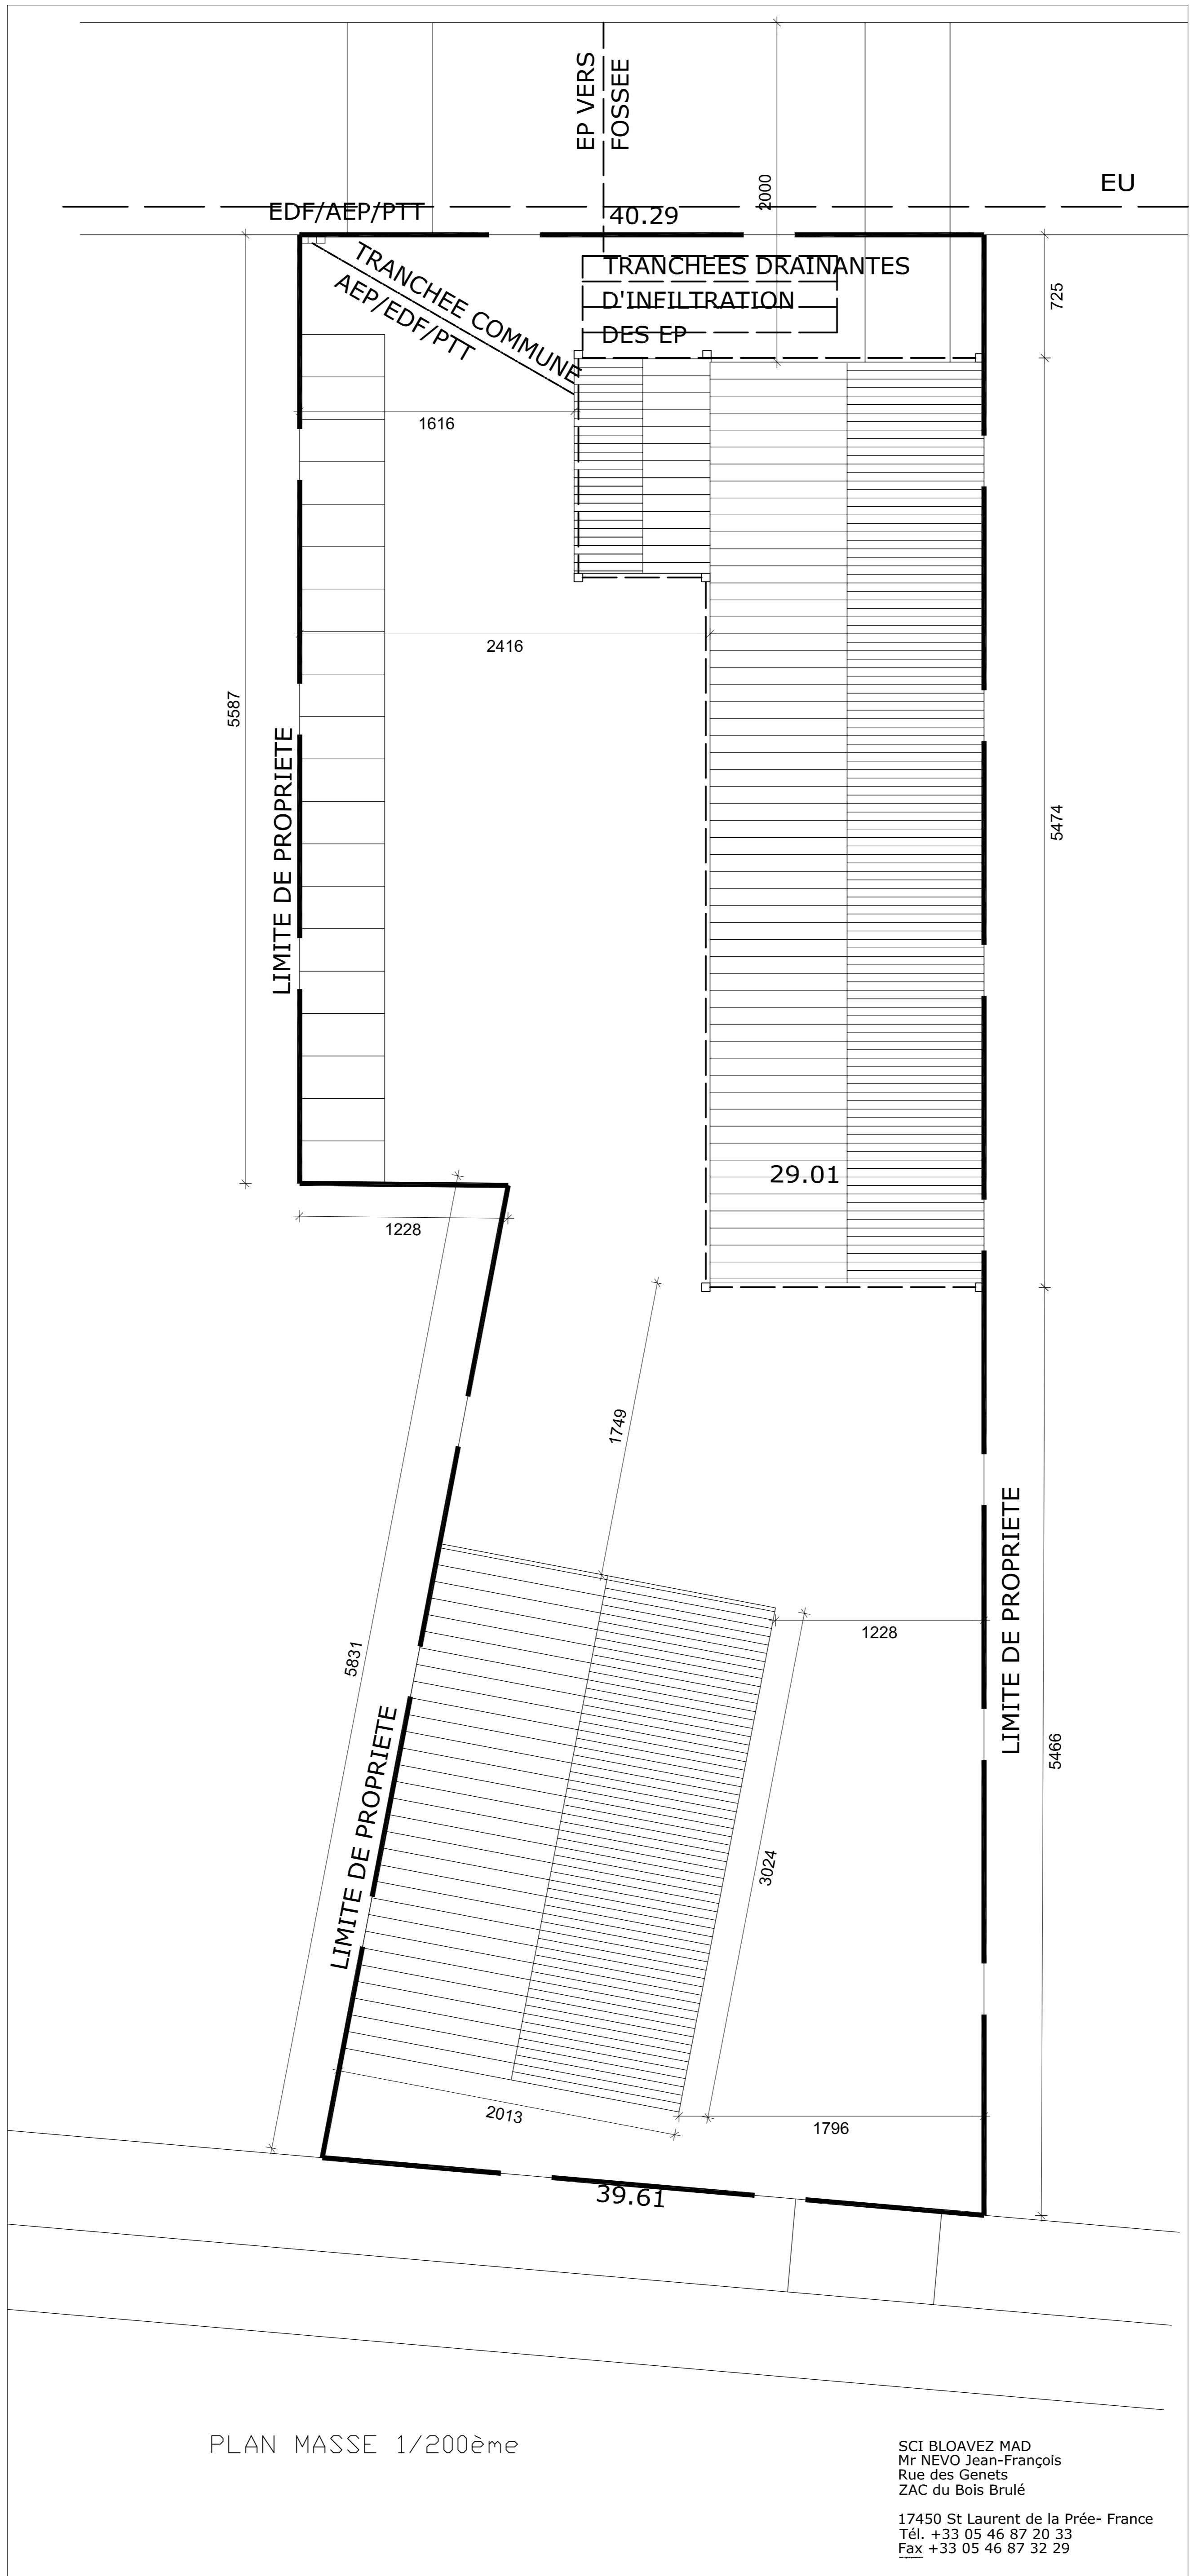 EP VERS
FOSSEE
2000
EU
EDF/AEP/PTT
40.29
TRANCHEE COMMUNE
AEP/EDF/PTT
TRANCHEES DRAINANTES
D'INFILTRATION
DES EP
725
1616
2416
5587
5474
LIMITE DE PROPRIETE
29.01
1228
1749
LIMITE DE PROPRIETE
1228
5831
LIMITE DE PROPRIETE
5466
3024
2013
1796
39.61
PLAN MASSE 1/200ème
SCI BLOAVEZ MAD
Mr NEVO Jean-François
Rue des Genets
ZAC du Bois Brulé
17450 St Laurent de la Prée- France
Tél. +33 05 46 87 20 33
Fax +33 05 46 87 32 29